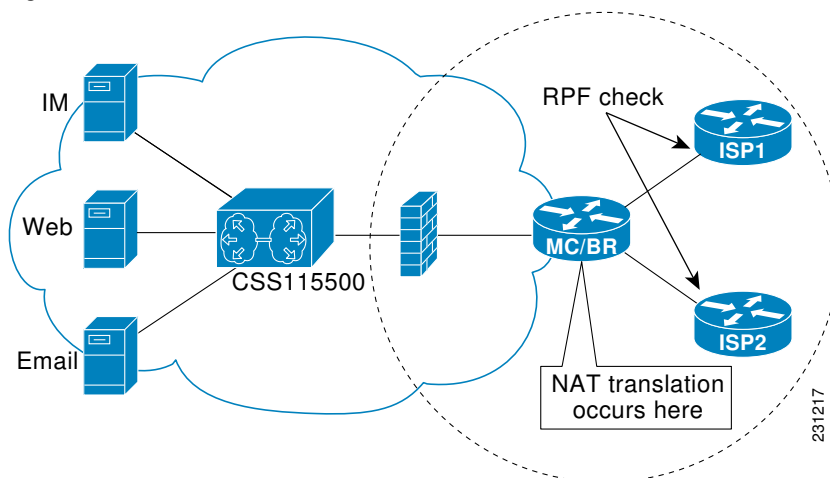 IM
RPF check
ISP1
Web
MC/BR
CSS115500
ISP2
Email
NAT translation
occurs here
231217